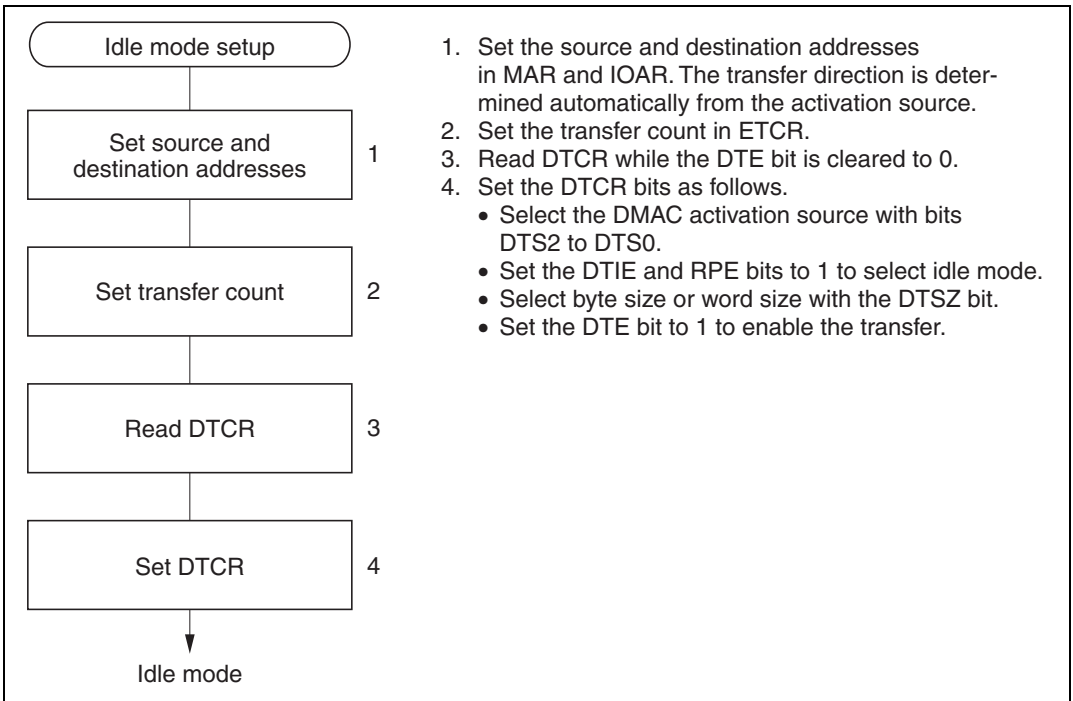 Idle mode setup
Set source and
destination addresses
1
Set transfer count
2
Read DTCR
3
Set DTCR
4
Idle mode
1. Set the source and destination addresses
in MAR and IOAR. The transfer direction is deter-
mined automatically from the activation source.
2. Set the transfer count in ETCR.
3. Read DTCR while the DTE bit is cleared to 0.
4. Set the DTCR bits as follows.
• Select the DMAC activation source with bits
DTS2 to DTS0.
• Set the DTIE and RPE bits to 1 to select idle mode.
• Select byte size or word size with the DTSZ bit.
• Set the DTE bit to 1 to enable the transfer.